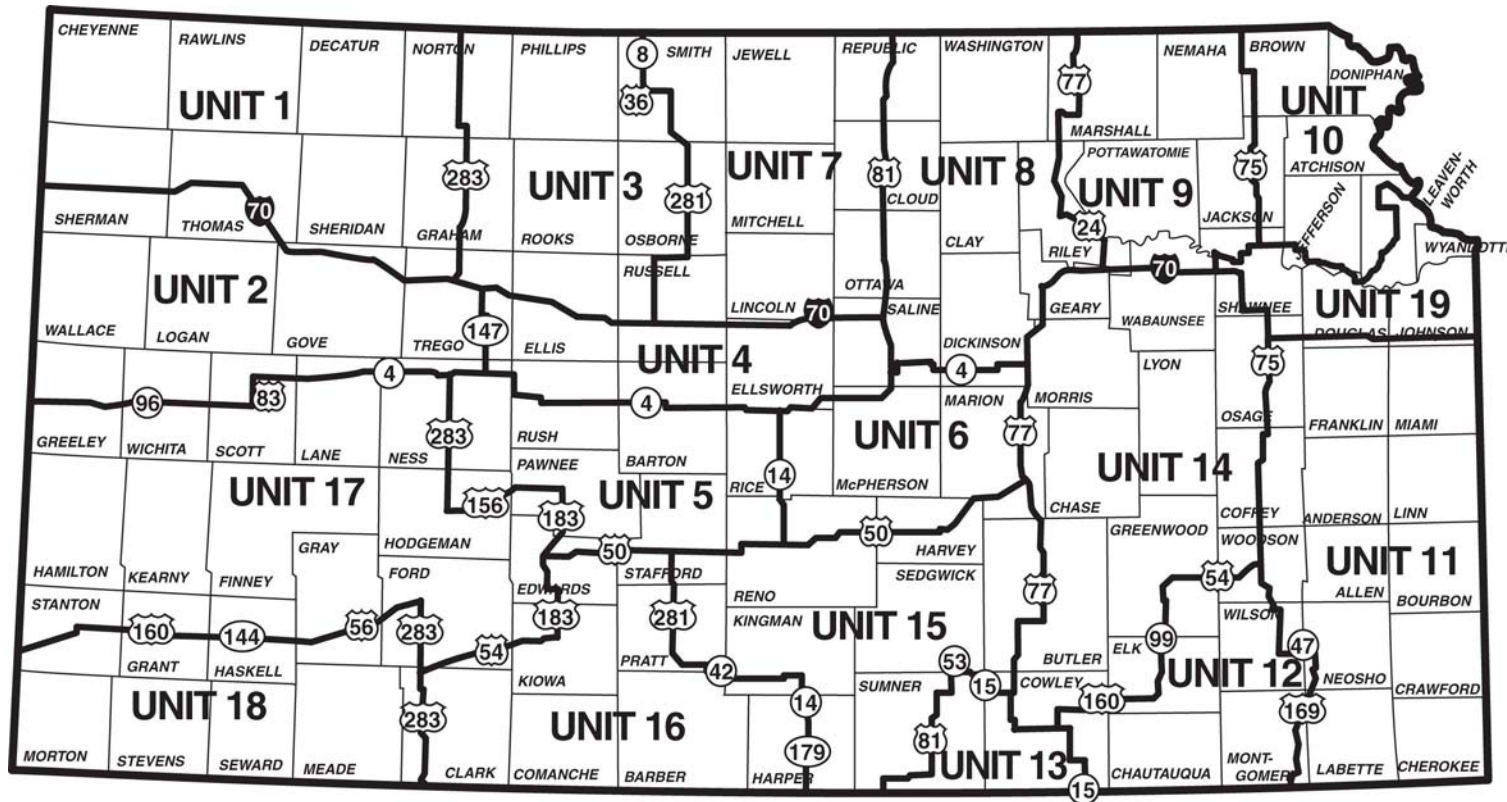 CHEYENNE
RAWLINS
DECATUR
NORTON
PHILLIPS
8
SMITH
JEWELL
REPUBLIC
WASHINGTON
77
NEMAHA
BROWN
DONIPHAN
UNIT 1
36
MARSHALL
UNIT
10
ATCHISON
283
UNIT 3
281
UNIT 7
81
UNIT 8
POTTAWATOMIE
UNIT 9
75
LEAVEN-
WORTH
SHERMAN
70
THOMAS
SHERIDAN
GRAHAM
ROOKS
OSBORNE
MITCHELL
CLOUD
CLAY
24
RILEY
JACKSON
JEFFERSON
WYANDOTT
UNIT 2
RUSSELL
OTTAWA
70
UNIT 19
WALLACE
LOGAN
GOVE
147
TREGO
ELLIS
LINCOLN
70
SALINE
GEARY
WABAUNSEE
SHAWNEE
DOUGLAS
JOHNSON
UNIT 4
DICKINSON
4
LYON
75
96
83
4
4
ELLSWORTH
MARION
MORRIS
OSAGE
GREELEY
WICHITA
SCOTT
LANE
283
NESS
RUSH
PAWNEE
BARTON
UNIT 6
77
FRANKLIN
MIAMI
UNIT 17
156
183
UNIT 5
RICE
14
McPHERSON
UNIT 14
CHASE
COFFEY
ANDERSON
LINN
HAMILTON
KEARNY
FINNEY
GRAY
HODGEMAN
50
50
HARVEY
GREENWOOD
WOODSON
UNIT 11
STANTON
FORD
EDWARDS
STAFFORD
RENO
SEDGWICK
77
54
ALLEN
BOURBON
160
144
56
283
183
281
KINGMAN
UNIT 15
WILSON
GRANT
HASKELL
54
KIOWA
PRATT
42
53
BUTLER
ELK
99
47
NEOSHO
CRAWFORD
UNIT 18
283
UNIT 16
14
SUMNER
15
COWLEY
160
UNIT 12
169
MORTON
STEVENS
SEWARD
MEADE
CLARK
COMANCHE
BARBER
HARPER
179
81
UNIT 13
15
CHAUTAUQUA
MONT-
GOMER
LABETTE
CHEROKEE